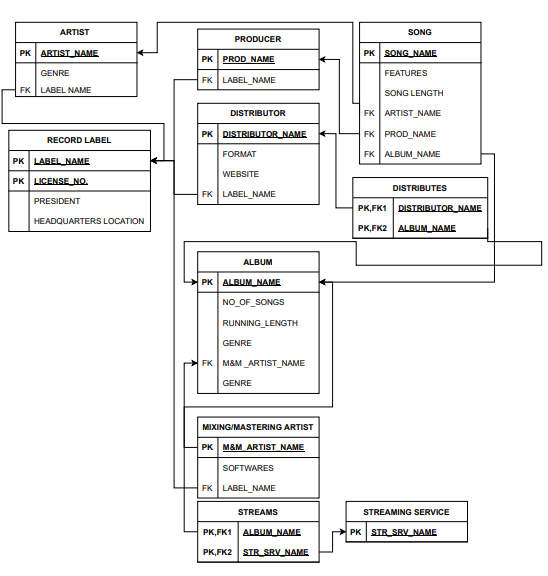 ARTIST
PK ARTIST_NAME
GENRE
FK LABEL NAME
PRODUCER
PK PROD_NAME
FK LABEL_NAME
SONG
PK SONG_NAME
FEATURES
SONG LENGTH
FK ARTIST_NAME
FK PROD_NAME
FK ALBUM_NAME
DISTRIBUTOR
PK DISTRIBUTOR_NAME
FORMAT
WEBSITE
FK LABEL_NAME
RECORD LABEL
PK LABEL_NAME
PK LICENSE_NO.
PRESIDENT
HEADQUARTERS LOCATION
DISTRIBUTES
PK,FK1 DISTRIBUTOR_NAME
PK,FK2 ALBUM_NAME
ALBUM
PK ALBUM_NAME
NO_OF_SONGS
RUNNING_LENGTH
GENRE
FK M&M _ARTIST_NAME
GENRE
MIXING/MASTERING ARTIST
PK M&M_ARTIST_NAME
SOFTWARES
FK LABEL_NAME
STREAMS
PK,FK1 ALBUM_NAME
PK,FK2 STR_SRV_NAME
STREAMING SERVICE
PK STR_SRV_NAME